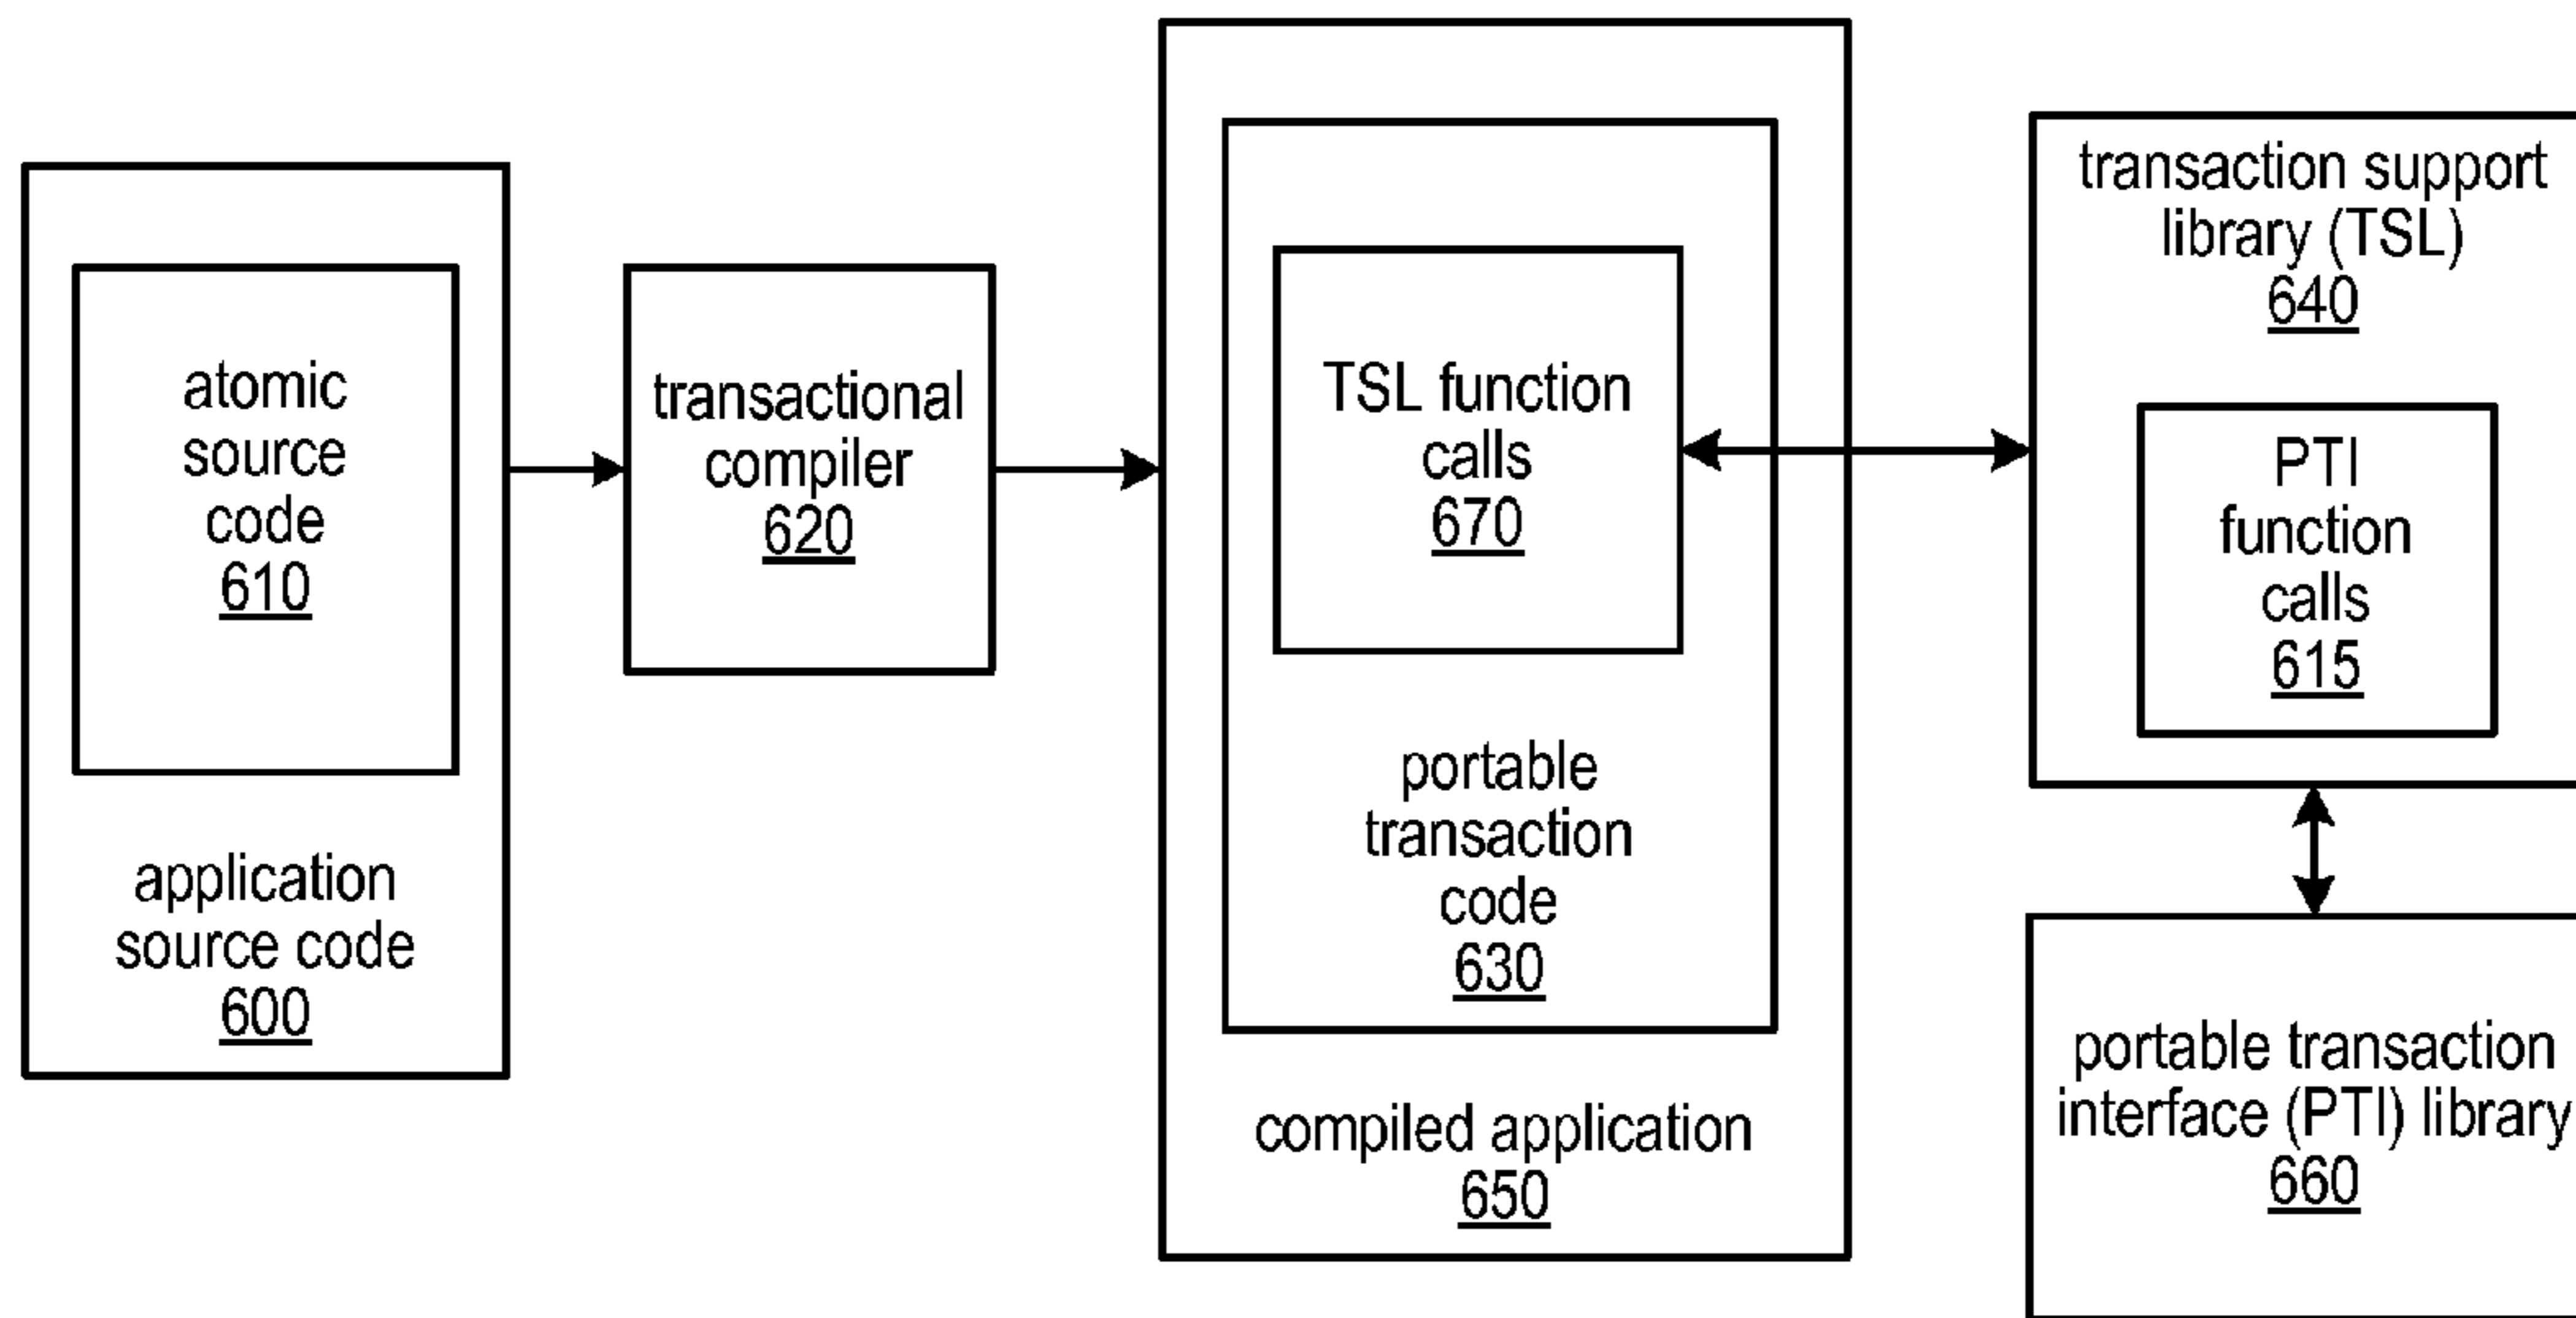 atomic
source
code
610
application
source code
600
transactional
compiler
620
TSL function
calls
670
portable
transaction
code
630
compiled application
650
transaction support
library (TSL)
640
PTI
function
calls
615
portable transaction
interface (PTI) library
660